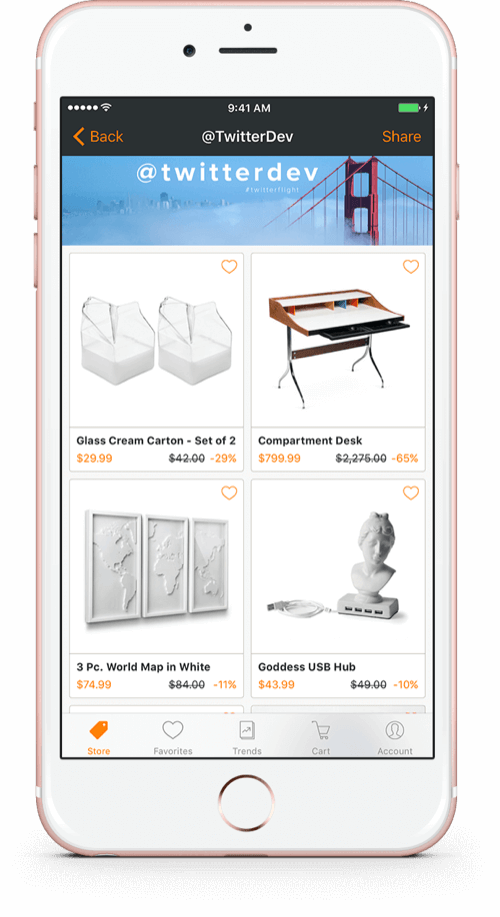 9:41 AM
Back
@TwitterDev
Share
@twitterdev
#twitterflight
Glass Cream Carton - Set of 2
$29.99 $42.00 -29%
Compartment Desk
$799.99 $2,275.00 -65%
3 Pc. World Map in White
$74.99 $84.00 -11%
Goddess USB Hub
$43.99 $49.00 -10%
Store
Favorites
Trends
Cart
Account